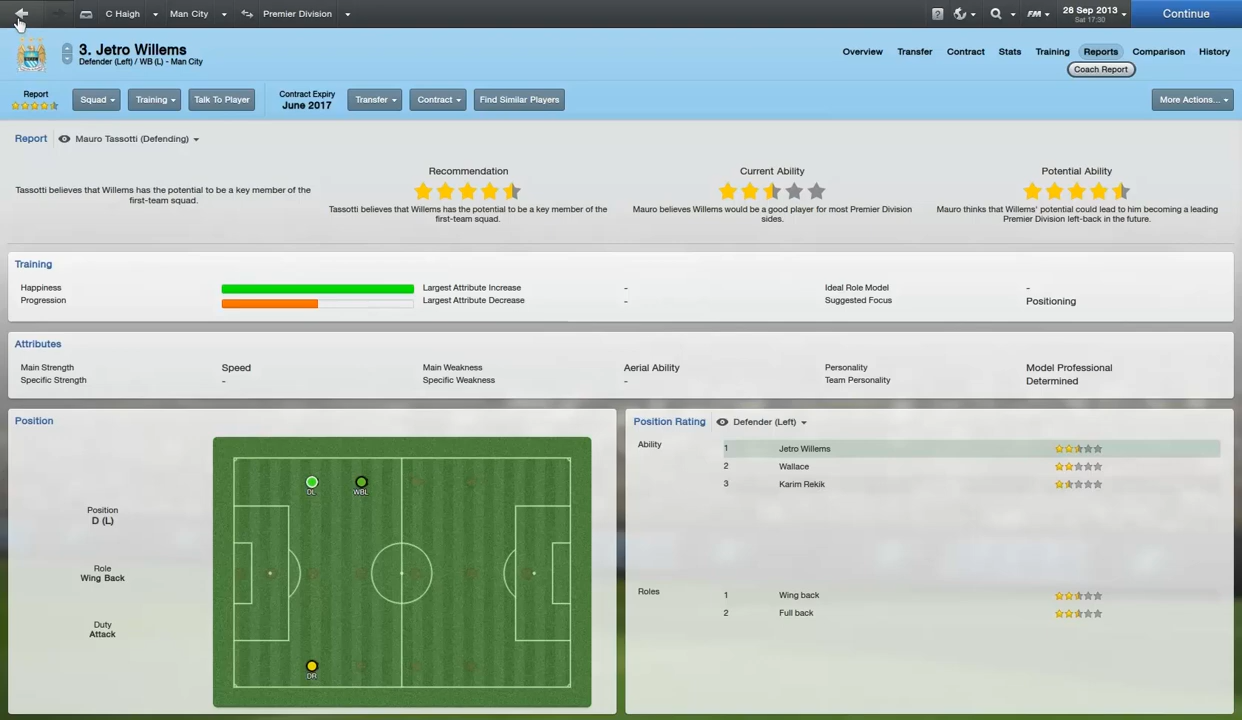 C Haigh
Man City
Premier Division
?
FM
28 Sep 2013
Sat 17:30
Continue
3. Jetro Willems
Defender (Left) / WB (L) - Man City
Overview
Transfer
Contract
Stats
Training
Reports
Comparison
History
Coach Report
Report
Squad
Training
Talk To Player
Contract Expiry
June 2017
Transfer
Contract
Find Similar Players
More Actions...
Report
Mauro Tassotti (Defending)
Tassotti believes that Willems has the potential to be a key member of the
first-team squad.
Recommendation
Tassotti believes that Willems has the potential to be a key member of the
first-team squad.
Current Ability
Mauro believes Willems would be a good player for most Premier Division
sides.
Potential Ability
Mauro thinks that Willems' potential could lead to him becoming a leading
Premier Division left-back in the future.
Training
Happiness
Progression
Largest Attribute Increase -
Largest Attribute Decrease -
Ideal Role Model -
Suggested Focus Positioning
Attributes
Main Strength Speed
Specific Strength -
Main Weakness Aerial Ability
Specific Weakness -
Personality Model Professional
Team Personality Determined
Position
Position
D (L)
Role
Wing Back
Duty
Attack
DL
WBL
DR
Position Rating
Defender (Left)
Ability
1 Jetro Willems
2 Wallace
3 Karim Rekik
Roles
1 Wing back
2 Full back